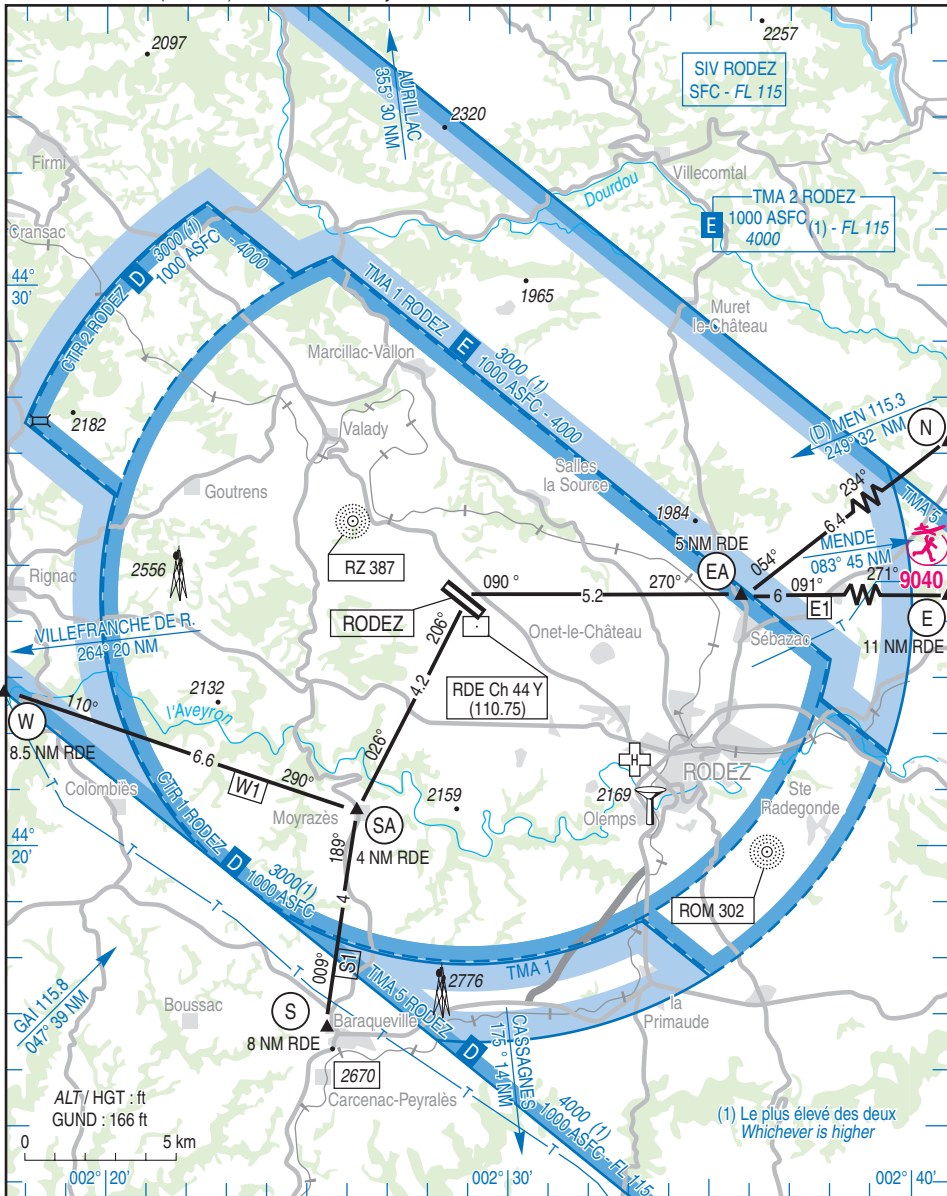 2097
2257
SIV RODEZ
SFC - FL 115
AURILLAC
355° 30 NM
2320
Firmi
Villecomtal
Dourdou
TMA 2 RODEZ
E
1000 ASFC
4000
(1) - FL 115
Cransac
CTR 2 RODEZ
D
3000 (1)
1000 ASFC
- 4000
44°
30'
1965
TMA 1 RODEZ
E
3000 (1)
1000 ASFC - 4000
Muret
le-Château
Marcillac-Vallon
2182
Valady
(D) MEN 115.3
249° 32 NM
N
Salles
la Source
Goutrens
234°
6.4
054°
TMA 5
1984
5 NM RDE
EA
MENDE
083° 45 NM
9040
2556
RZ 387
Rignac
090 °
5.2
270°
6
091°
271°
E1
E
11 NM RDE
RODEZ
206°
4.2
026°
Onet-le-Château
Sébazac
T
VILLEFRANCHE DE R.
264° 20 NM
RDE Ch 44 Y
(110.75)
2132
l'Aveyron
W
8.5 NM RDE
110°
6.6
290°
W1
Colombiès
Moyrazès
SA
4 NM RDE
2159
H
RODEZ
2169
Olemps
Ste
Radegonde
44°
20'
CTR 1 RODEZ
D
3000(1)
1000 ASFC
189°
4
009°
S1
T
ROM 302
TMA 1
TMA 5 RODEZ
D
4000 (1)
1000 ASFC - FL 115
2776
GAI 115.8
047° 39 NM
Boussac
S
8 NM RDE
Baraqueville
la
Primaude
T
2670
Carcenac-Peyralès
CASSAGNES
175° 14 NM
T
T
ALT / HGT : ft
GUND : 166 ft
0
5 km
(1) Le plus élevé des deux
Whichever is higher
002° 20'
002° 30'
002° 40'